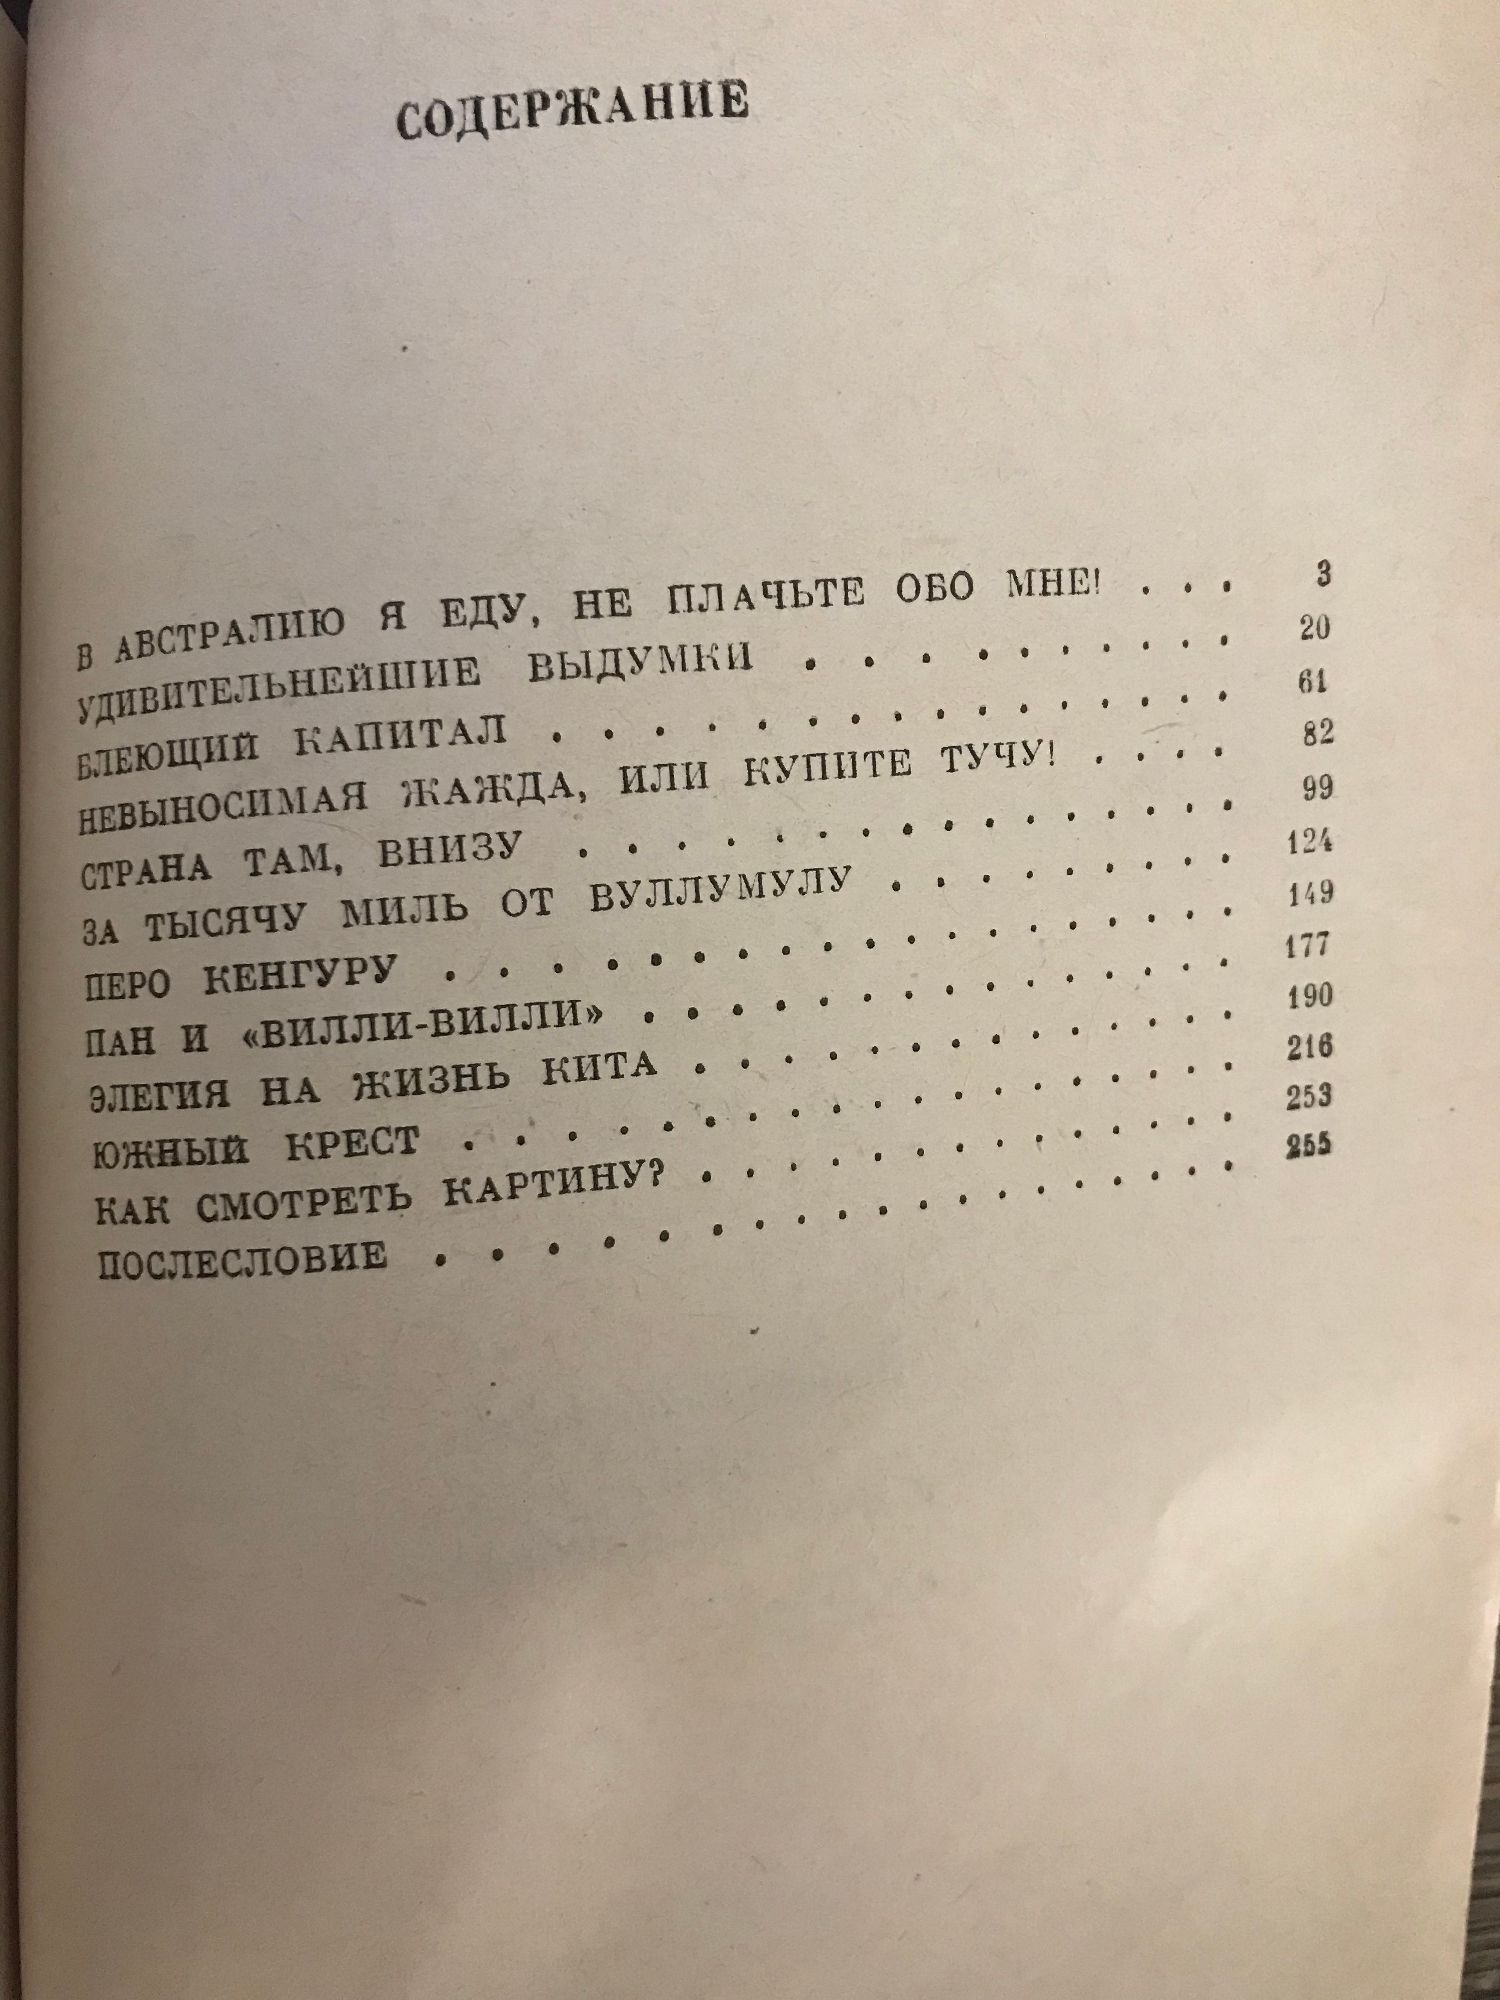 СОДЕРЖАНИЕ
В АВСТРАЛИЮ Я ЕДУ, НЕ ПЛАЧЬТЕ ОБО МНЕ! . . . 3
УДИВИТЕЛЬНЕЙШИЕ ВЫДУМКИ . . . . . . . . . . 20
БЛЕЮЩИЙ КАПИТАЛ . . . . . . . . . . . . . . . 61
НЕВЫНОСИМАЯ ЖАЖДА, ИЛИ КУПИТЕ ТУЧУ! . . . . 82
СТРАНА ТАМ, ВНИЗУ . . . . . . . . . . . . . . . 99
ЗА ТЫСЯЧУ МИЛЬ ОТ ВУЛЛУМУЛУ . . . . . . . . . 124
ПЕРО КЕНГУРУ . . . . . . . . . . . . . . . . . . 149
ПАН И «ВИЛЛИ-ВИЛЛИ» . . . . . . . . . . . . . . 177
ЭЛЕГИЯ НА ЖИЗНЬ КИТА . . . . . . . . . . . . . 190
ЮЖНЫЙ КРЕСТ . . . . . . . . . . . . . . . . . . 216
КАК СМОТРЕТЬ КАРТИНУ? . . . . . . . . . . . . . 253
ПОСЛЕСЛОВИЕ . . . . . . . . . . . . . . . . . . 255